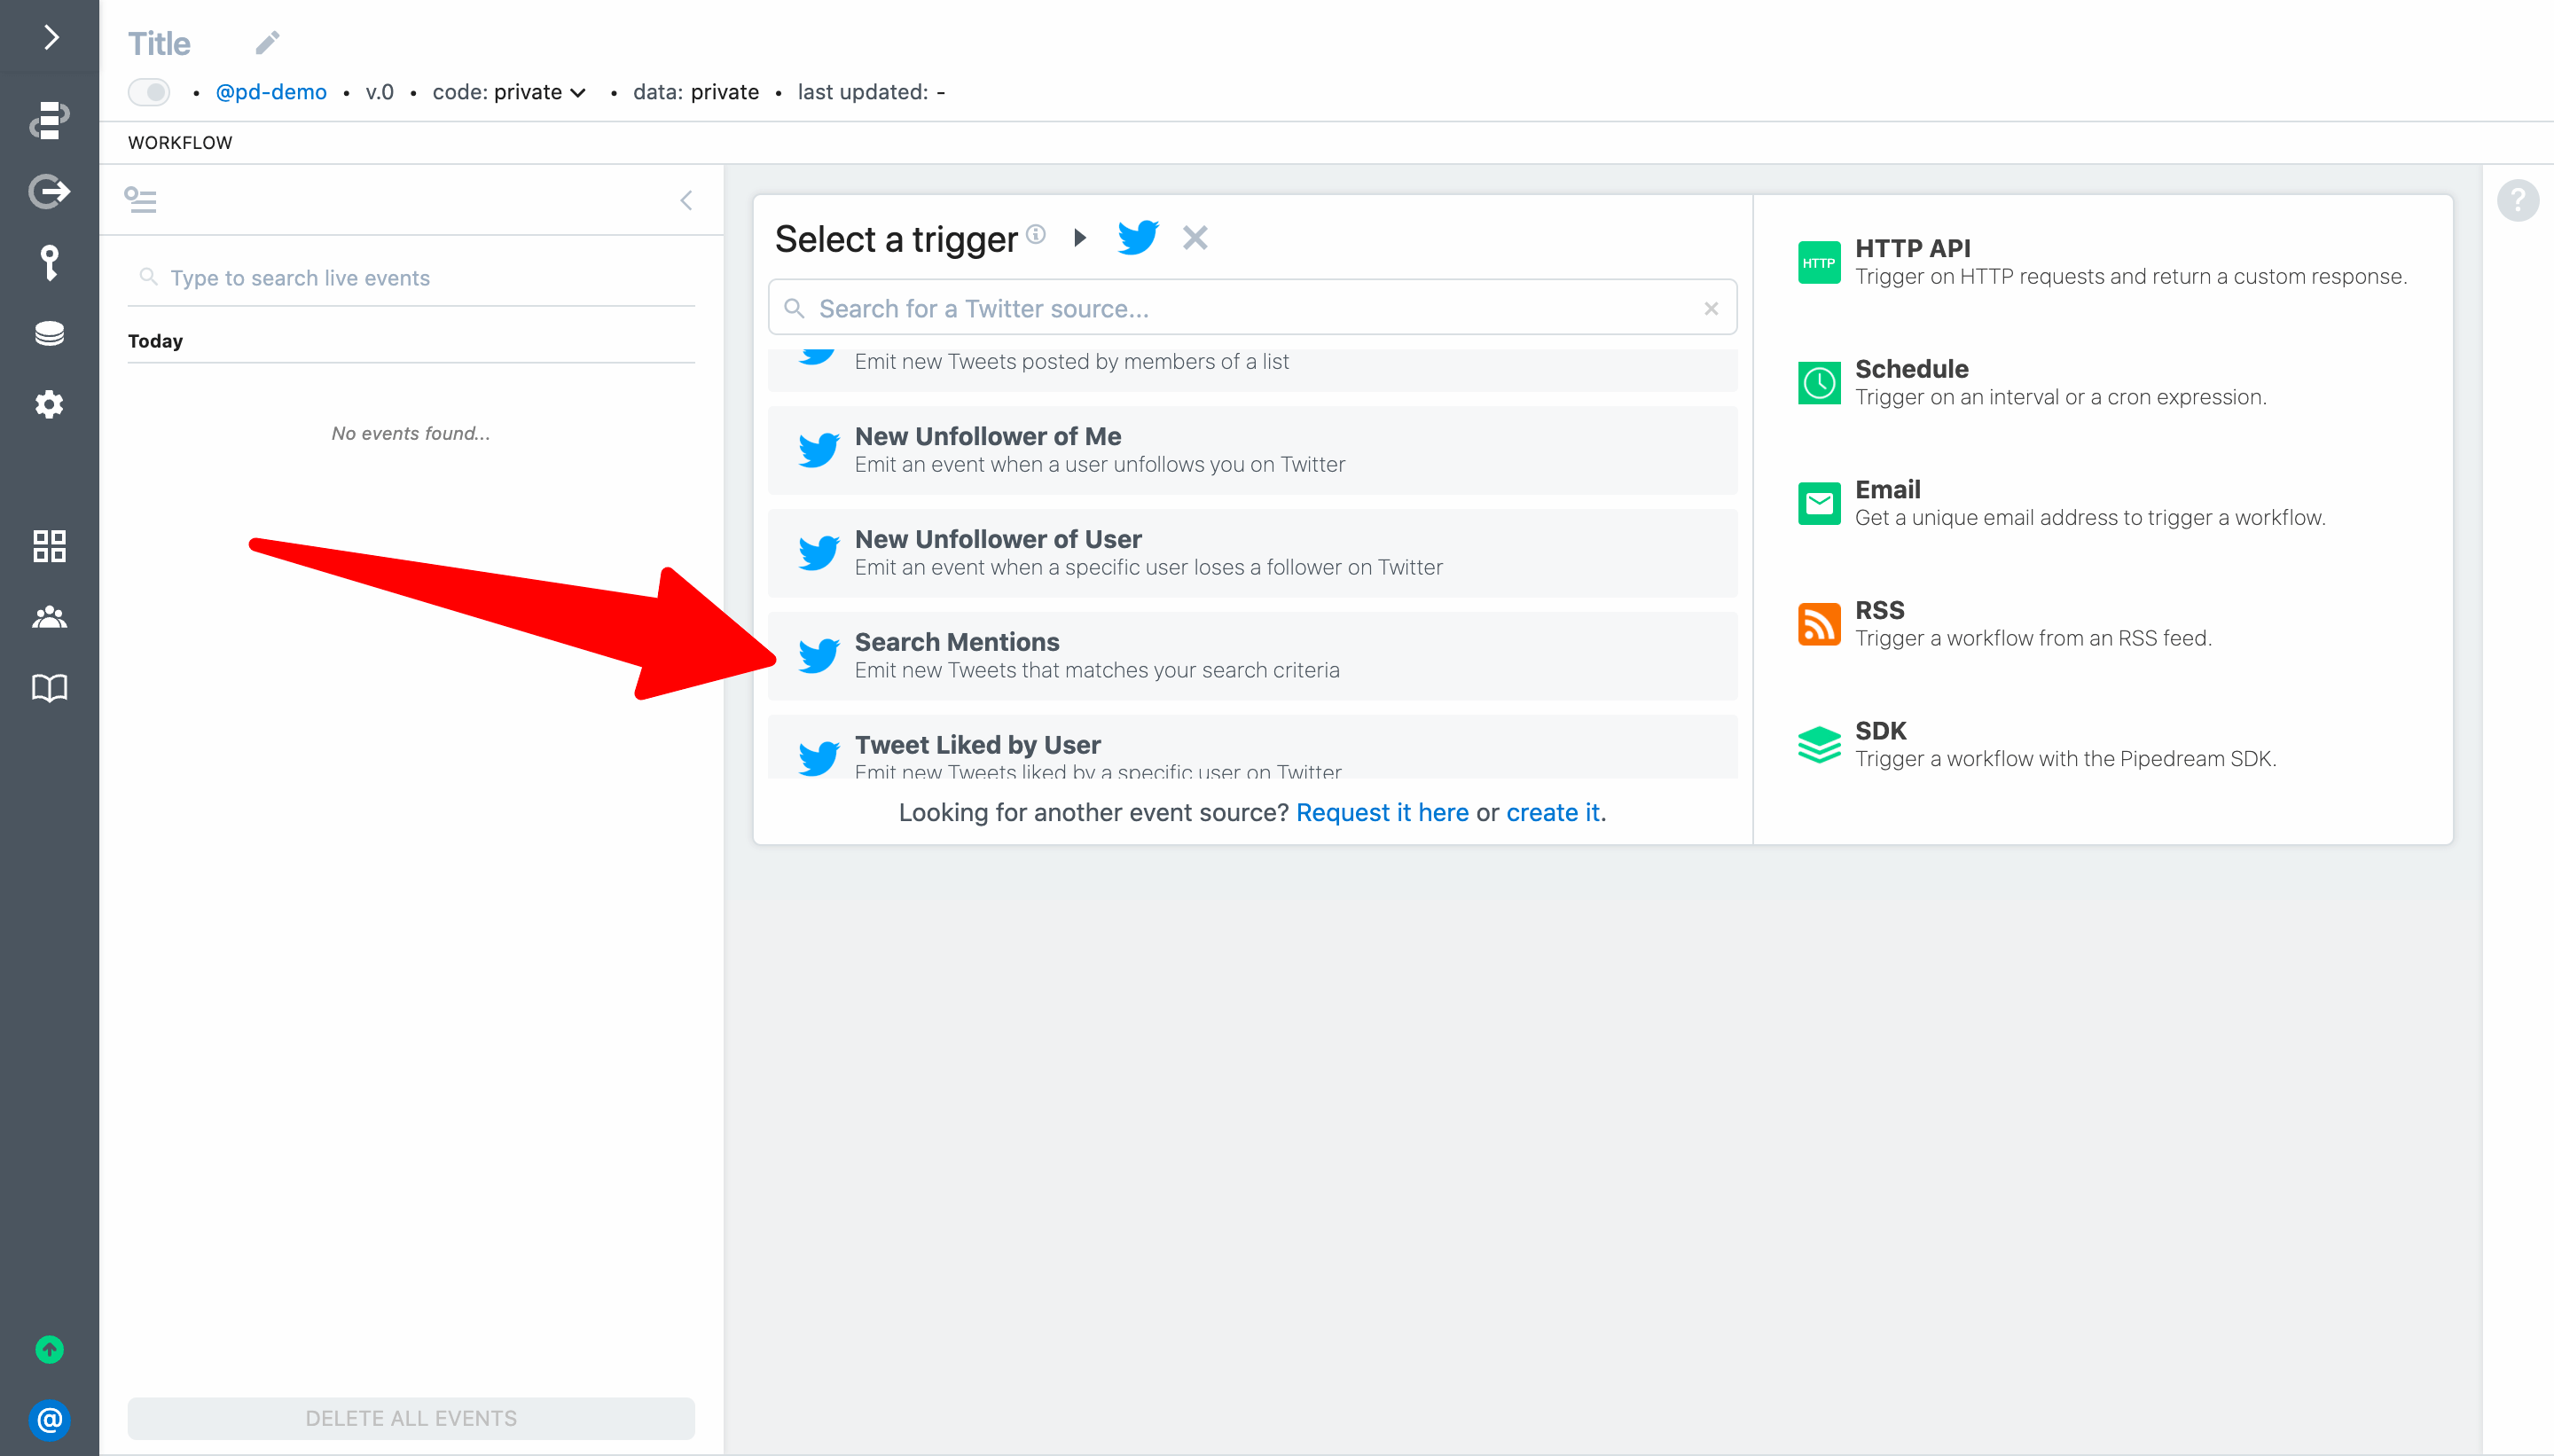 Title
• @pd-demo • v.0 • code: private • data: private • last updated: -
WORKFLOW
Type to search live events
Today
No events found...
DELETE ALL EVENTS
@
Select a trigger
Search for a Twitter source...
Emit new Tweets posted by members of a list
New Unfollower of Me
Emit an event when a user unfollows you on Twitter
New Unfollower of User
Emit an event when a specific user loses a follower on Twitter
Search Mentions
Emit new Tweets that matches your search criteria
Tweet Liked by User
Emit new Tweets liked by a specific user on Twitter
Looking for another event source? Request it here or create it.
HTTP
HTTP API
Trigger on HTTP requests and return a custom response.
Schedule
Trigger on an interval or a cron expression.
Email
Get a unique email address to trigger a workflow.
RSS
Trigger a workflow from an RSS feed.
SDK
Trigger a workflow with the Pipedream SDK.
?